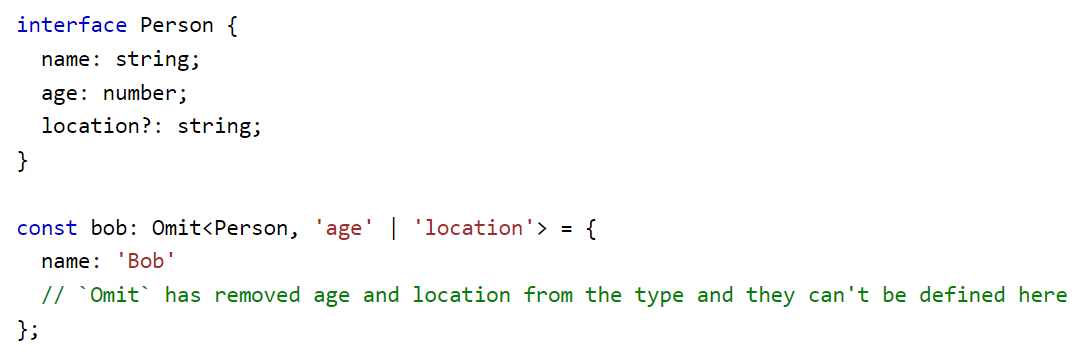 interface Person {
  name: string;
  age: number;
  location?: string;
}

const bob: Omit<Person, 'age' | 'location'> = {
  name: 'Bob'
  // `Omit` has removed age and location from the type and they can't be defined here
};